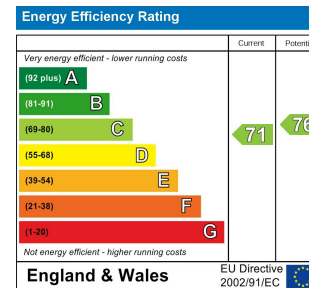 Energy Efficiency Rating
Current
Very energy efficient - lower running costs
(92 plus) A
(81-91) B
(69-80) C
71
(55-68) D
(39-54) E
(21-38) F
(1-20) G
Not energy efficient - higher running costs
England & Wales
EU Directive
2002/91/EC